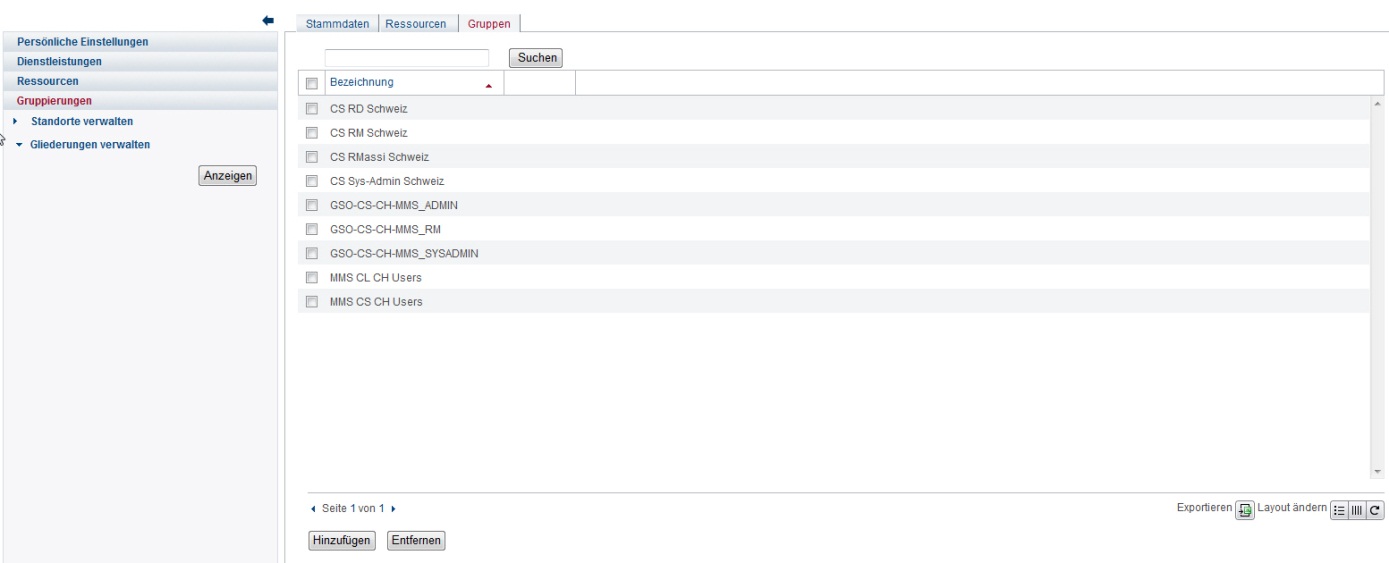 Stammdaten Ressourcen Gruppen
Persönliche Einstellungen
Dienstleistungen
Ressourcen
Gruppierungen
Standorte verwalten
Gliederungen verwalten
Anzeigen
Suchen
Bezeichnung
CS RD Schweiz
CS RM Schweiz
CS RMassi Schweiz
CS Sys-Admin Schweiz
GSO-CS-CH-MMS_ADMIN
GSO-CS-CH-MMS_RM
GSO-CS-CH-MMS_SYSADMIN
MMS CL CH Users
MMS CS CH Users
Seite 1 von 1
Exportieren Layout ändern
Hinzufügen Entfernen